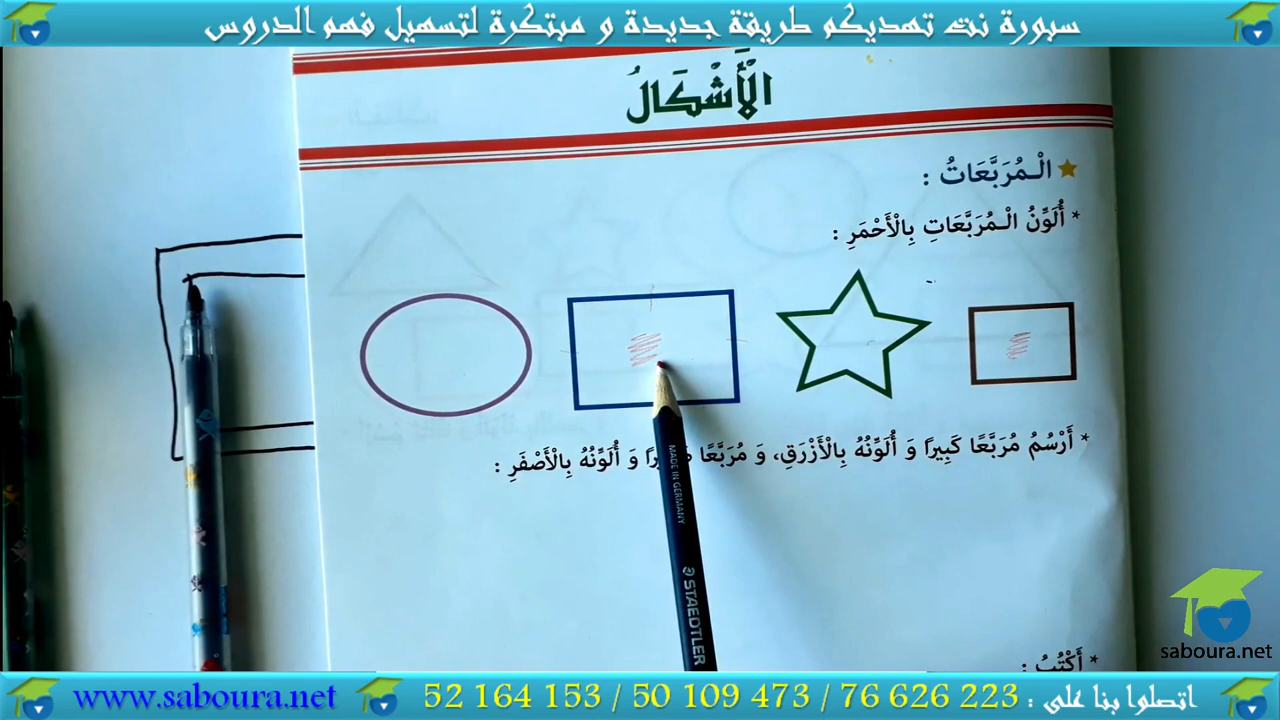 سبورة نت تهديكم طريقة جديدة و مبتكرة لتسهيل فهم الدروس
الْأَشْكَالُ
الْـمُرَبَّعَاتُ :
* أُلَوِّنُ الْـمُرَبَّعَاتِ بِالْأَحْمَرِ :
* أَرْسُمُ مُرَبَّعًا كَبِيرًا وَ أُلَوِّنُهُ بِالْأَزْرَقِ، وَ مُرَبَّعًا وَ أُلَوِّنُهُ بِالْأَصْفَرِ :
MADE IN GERMANY
STAEDTLER
* أَكْتُبُ :
saboura.net
اتصلوا بنا على : 52 164 153 / 50 109 473 / 76 626 223
www.saboura.net